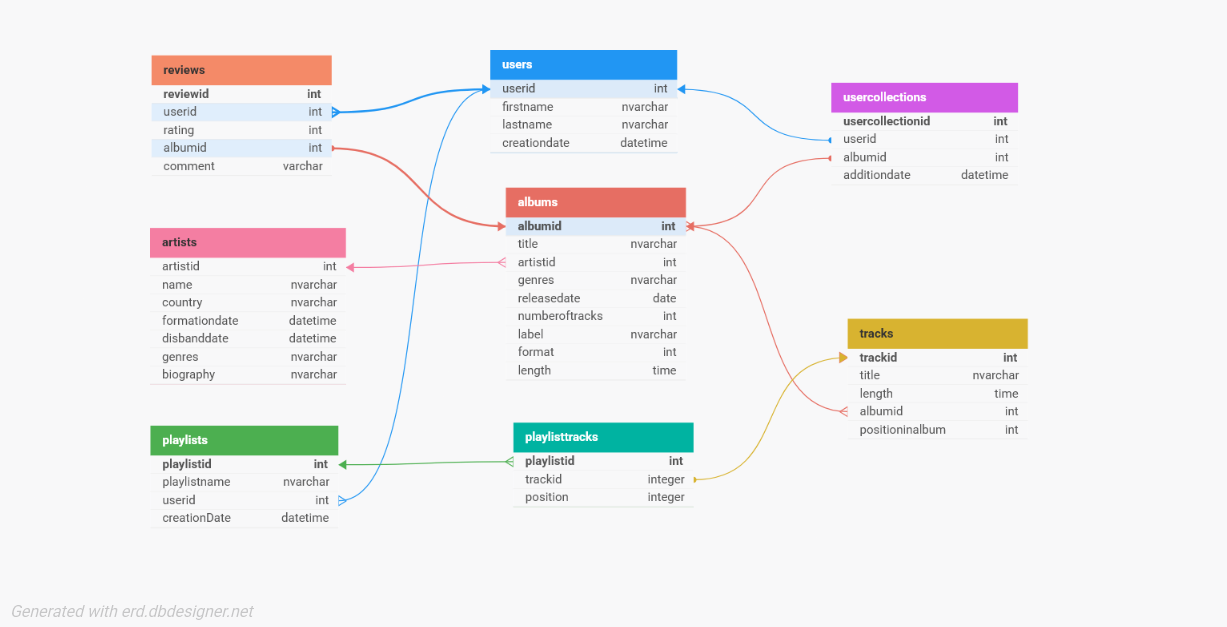 reviews
reviewid int
userid int
rating int
albumid int
comment varchar
users
userid int
firstname nvarchar
lastname nvarchar
creationdate datetime
usercollections
usercollectionid int
userid int
albumid int
additiondate datetime
albums
albumid int
title nvarchar
artistid int
genres nvarchar
releasedate date
numberoftracks int
label nvarchar
format int
length time
artists
artistid int
name nvarchar
country nvarchar
formationdate datetime
disbanddate datetime
genres nvarchar
biography nvarchar
tracks
trackid int
title nvarchar
length time
albumid int
positioninalbum int
playlists
playlistid int
playlistname nvarchar
userid int
creationDate datetime
playlisttracks
playlistid int
trackid integer
position integer
Generated with erd.dbdesigner.net